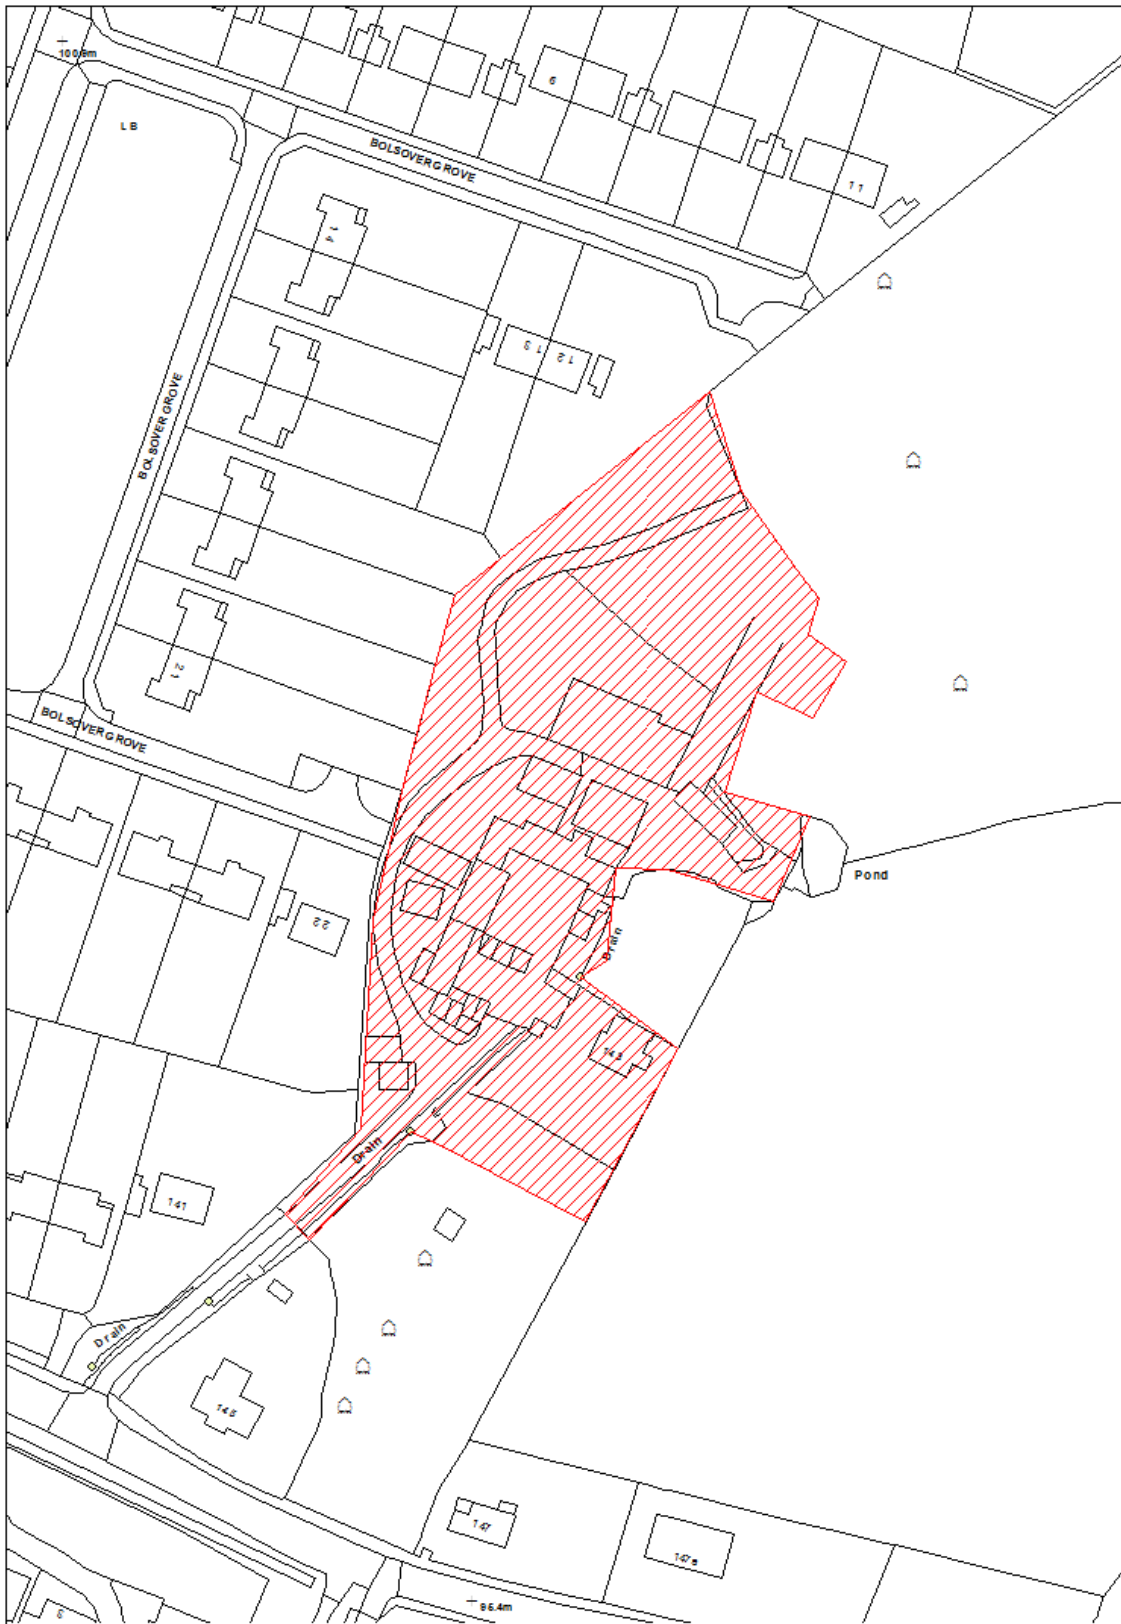 100.9m
6
LB
BOLSOVER GROVE
11
14
13
12
BOLSOVER GROVE
21
BOLSOVER GROVE
Pond
22
Drain
143
Drain
141
Drain
145
147
147a
95.4m